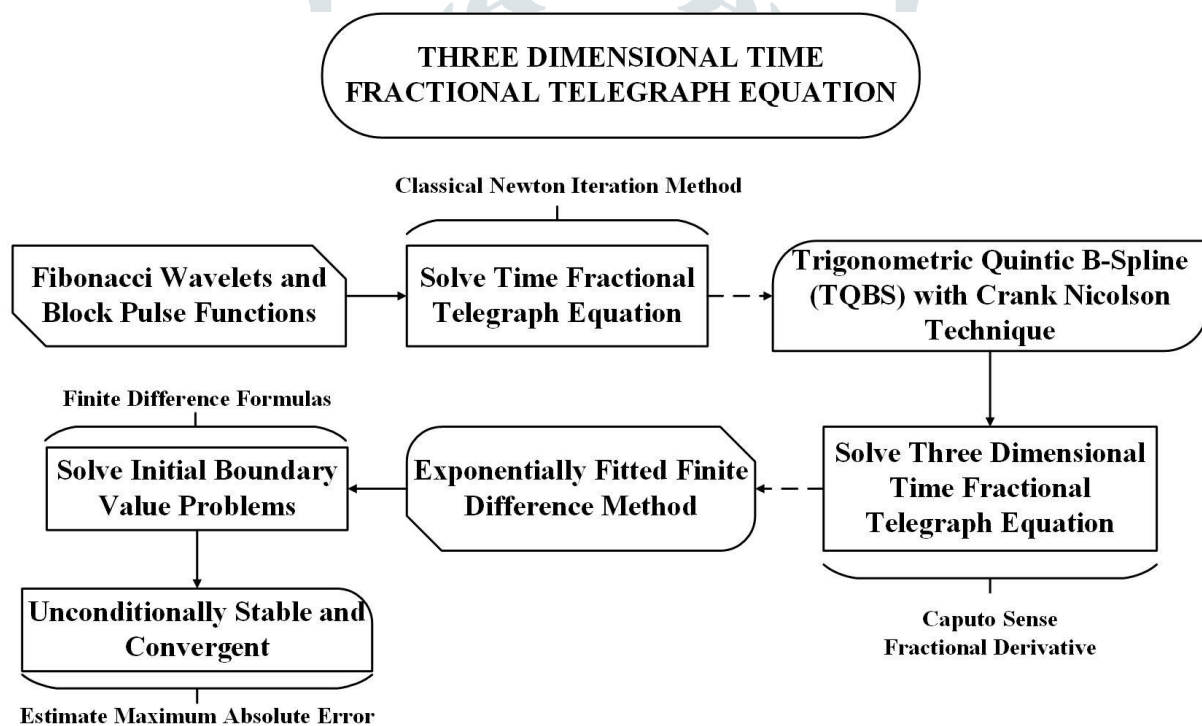 THREE DIMENSIONAL TIME
FRACTIONAL TELEGRAPH EQUATION
Classical Newton Iteration Method
Fibonacci Wavelets and
Block Pulse Functions
Solve Time Fractional
Telegraph Equation
Trigonometric Quintic B-Spline
(TQBS) with Crank Nicolson
Technique
Finite Difference Formulas
Solve Initial Boundary
Value Problems
Exponentially Fitted Finite
Difference Method
Solve Three Dimensional
Time Fractional
Telegraph Equation
Unconditionally Stable and
Convergent
Caputo Sense
Fractional Derivative
Estimate Maximum Absolute Error